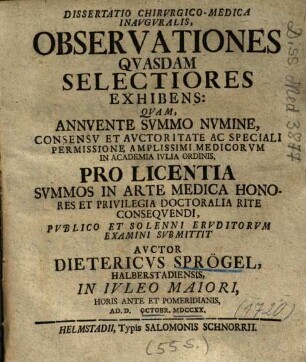 DISSERTATIO CHIRVRGICO-MEDICA
INAVGVRALIS,
OBSERVATIONES
QVASDAM
SELECTIORES
EXHIBENS:
QVAM,
ANNVENTE SVMMO NVMINE,
CONSENSV ET AVCTORITATE AC SPECIALI
PERMISSIONE AMPLISSIMI MEDICORVM
IN ACADEMIA IVLIA ORDINIS,
PRO LICENTIA
SVMMOS IN ARTE MEDICA HONO-
RES ET PRIVILEGIA DOCTORALIA RITE
CONSEQVENDI,
PVBLICO ET SOLENNI ERVDITORVM
EXAMINI SVBMITTIT
AVCTOR
DIETERICVS SPRÖGEL,
HALBERSTADIENSIS,
IN IVLEO MAIORI,
HORIS ANTE ET POMERIDIANIS,
AD. D. OCTOBR. MDCCXX.
(1720)
HELMSTADII, Typis SALOMONIS SCHNORRII.
(55 S.)
Diss. Med 3877